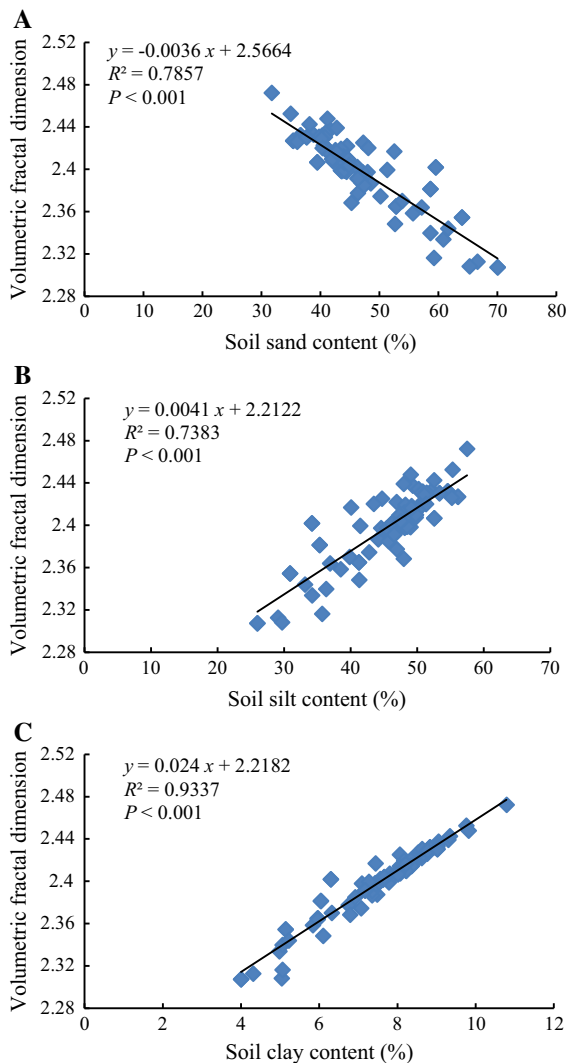 A
Volumetric fractal dimension
2.52
2.48
2.44
2.4
2.36
2.32
2.28
y = -0.0036 x + 2.5664
R² = 0.7857
P < 0.001
0 10 20 30 40 50 60 70 80
Soil sand content (%)
B
Volumetric fractal dimension
2.52
2.48
2.44
2.4
2.36
2.32
2.28
y = 0.0041 x + 2.2122
R² = 0.7383
P < 0.001
0 10 20 30 40 50 60 70
Soil silt content (%)
C
Volumetric fractal dimension
2.52
2.48
2.44
2.4
2.36
2.32
2.28
y = 0.024 x + 2.2182
R² = 0.9337
P < 0.001
0 2 4 6 8 10 12
Soil clay content (%)